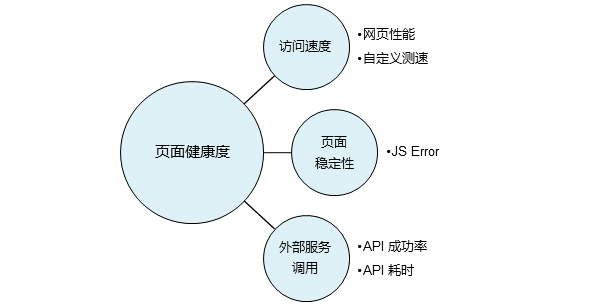 访问速度
•网页性能
•自定义测速
页面健康度
页面
稳定性
•JS Error
外部服务
调用
•API 成功率
•API 耗时